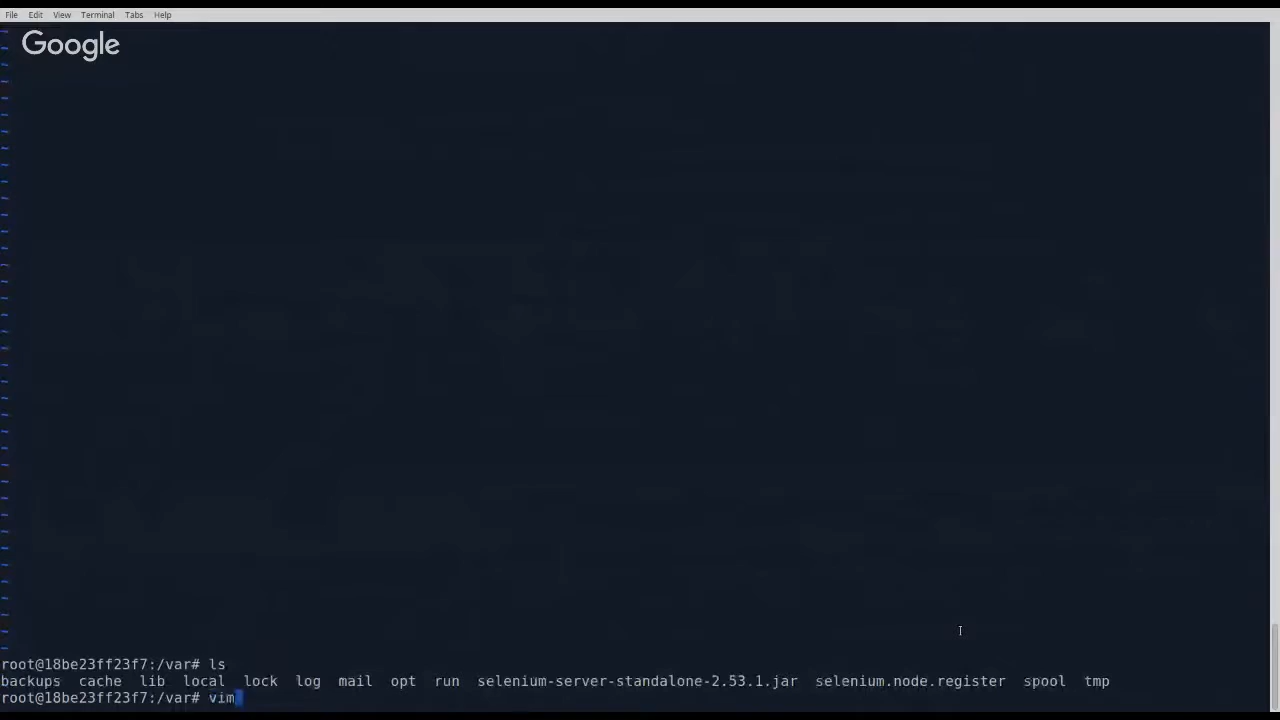 File Edit View Terminal Tabs Help
Google
root@18be23ff23f7:/var# ls
backups cache lib local lock log mail opt run selenium-server-standalone-2.53.1.jar selenium.node.register spool tmp
root@18be23ff23f7:/var# vim